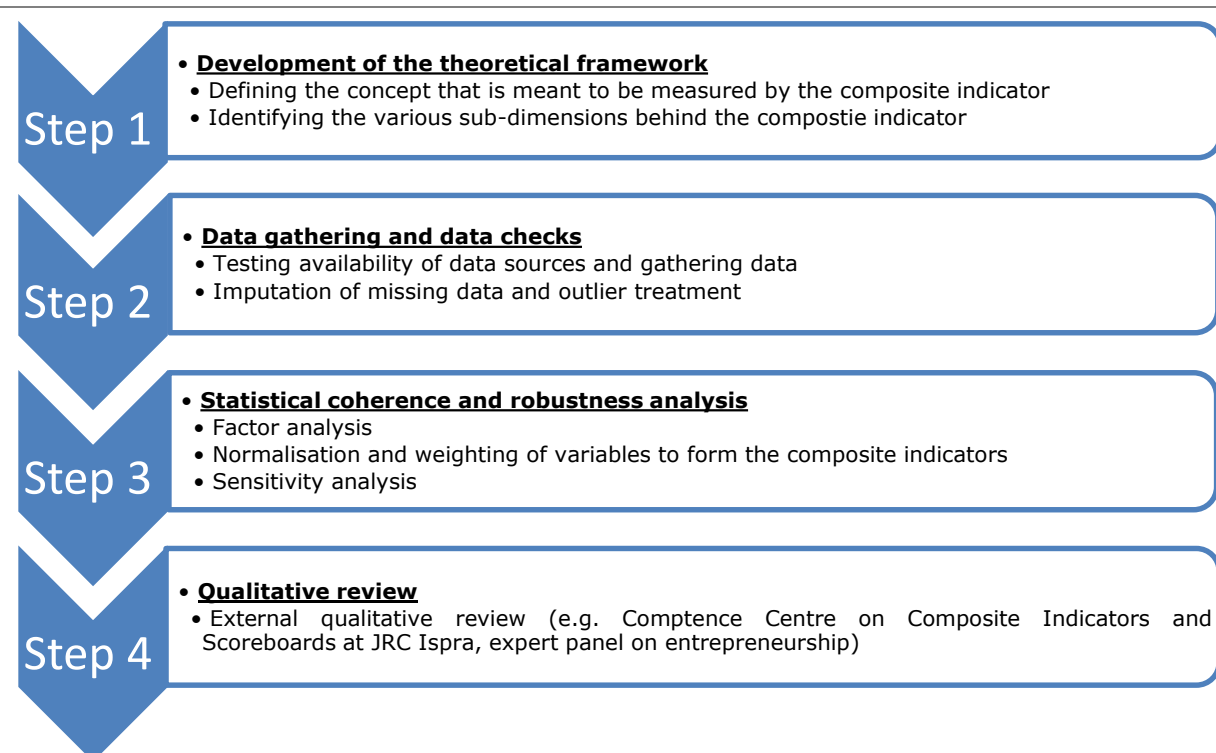 Step 1
• Development of the theoretical framework
• Defining the concept that is meant to be measured by the composite indicator
• Identifying the various sub-dimensions behind the compostie indicator
Step 2
• Data gathering and data checks
• Testing availability of data sources and gathering data
• Imputation of missing data and outlier treatment
Step 3
• Statistical coherence and robustness analysis
• Factor analysis
• Normalisation and weighting of variables to form the composite indicators
• Sensitivity analysis
Step 4
• Qualitative review
• External qualitative review (e.g. Comptence Centre on Composite Indicators and
Scoreboards at JRC Ispra, expert panel on entrepreneurship)